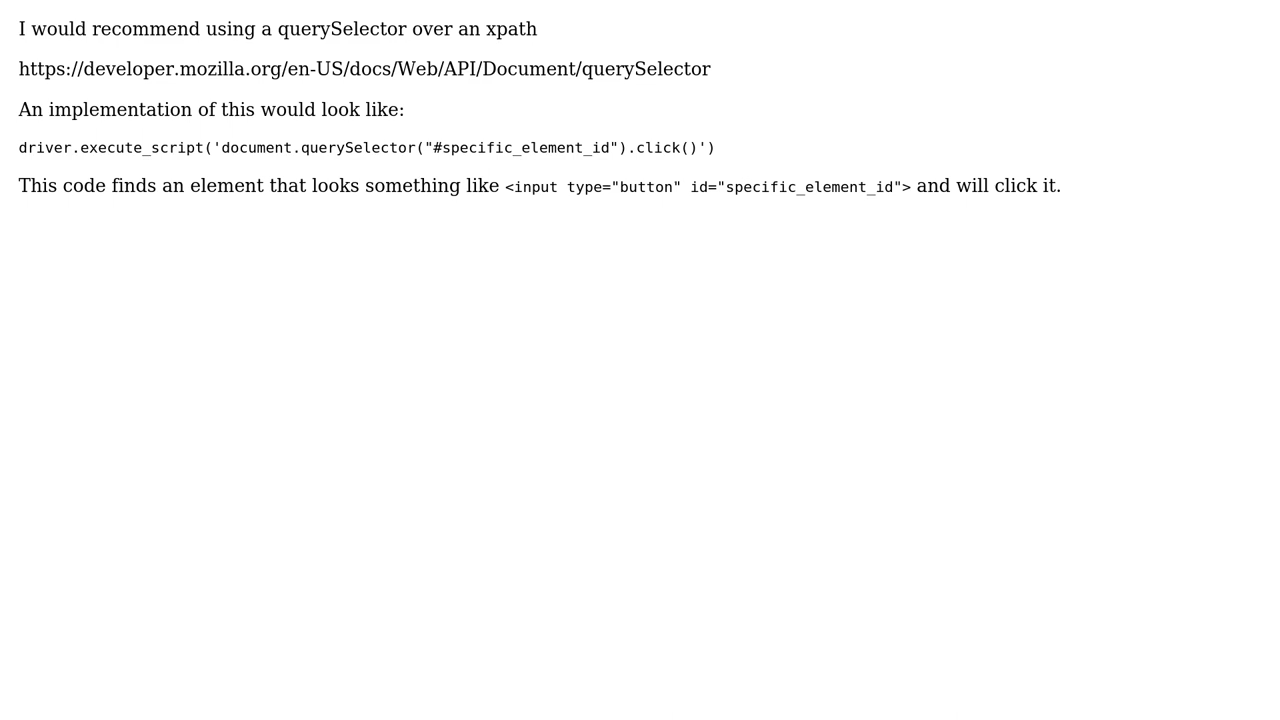 I would recommend using a querySelector over an xpath
https://developer.mozilla.org/en-US/docs/Web/API/Document/querySelector
An implementation of this would look like:
driver.execute_script('document.querySelector("#specific_element_id").click()')
This code finds an element that looks something like <input type="button" id="specific_element_id"> and will click it.